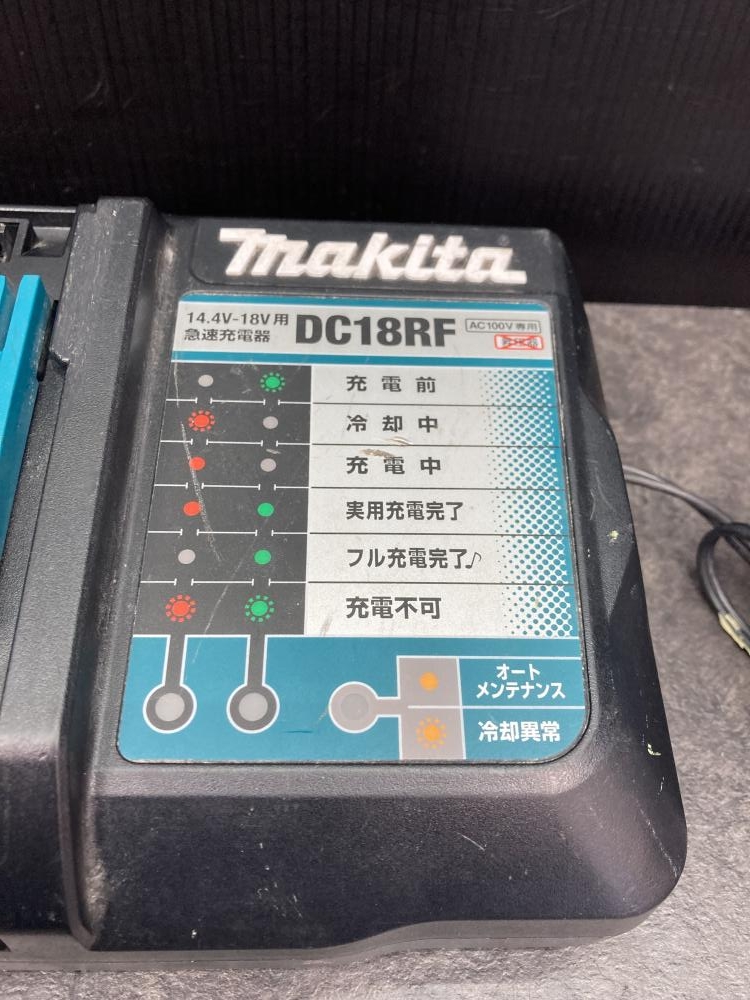 makita
14.4V-18V用
急速充電器
DC18RF
AC100V専用
充電前
冷却中
充電中
実用充電完了
フル充電完了♪
充電不可
オート
メンテナンス
冷却異常